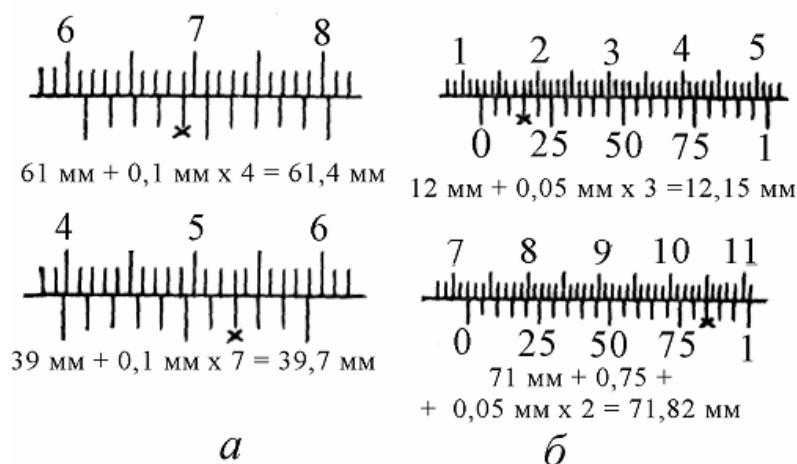 6 7 8
61 мм + 0,1 мм х 4 = 61,4 мм
4 5 6
39 мм + 0,1 мм х 7 = 39,7 мм
а
1 2 3 4 5
0 25 50 75 1
12 мм + 0,05 мм х 3 =12,15 мм
7 8 9 10 11
0 25 50 75 1
71 мм + 0,75 +
+ 0,05 мм х 2 = 71,82 мм
б